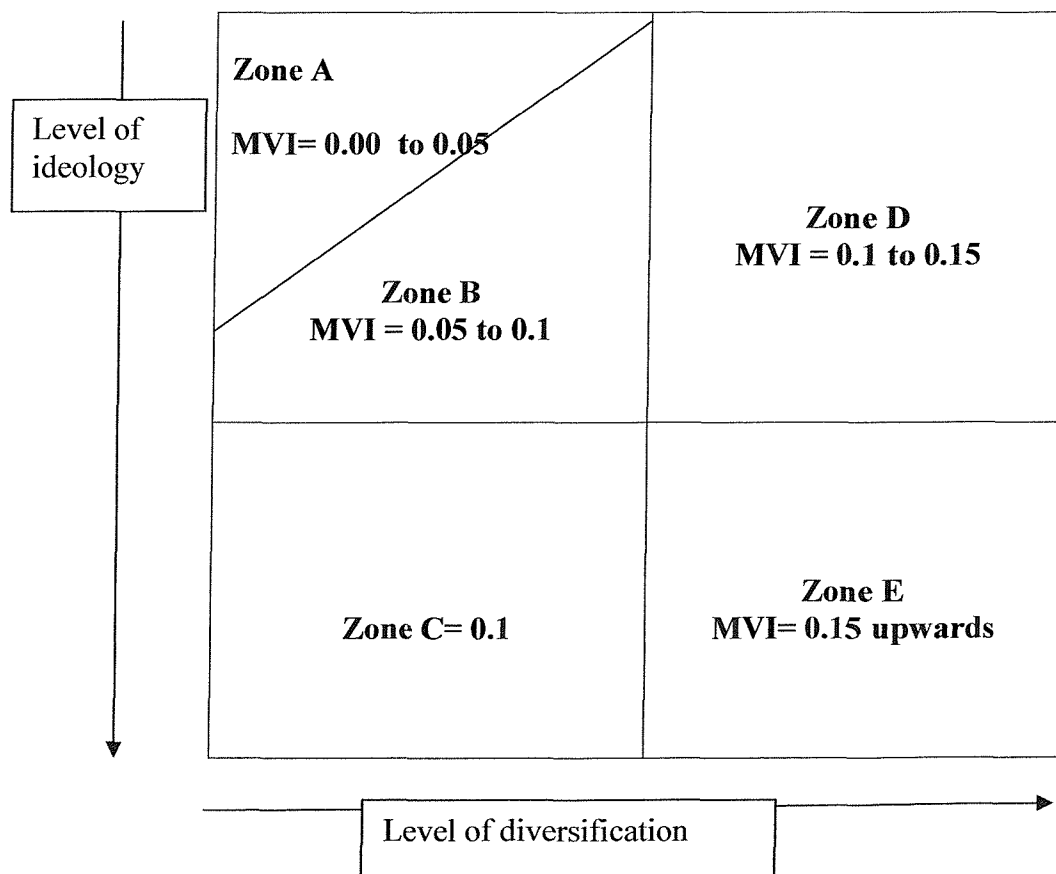 Zone A
MVI= 0.00 to 0.05
Level of
ideology
Zone D
MVI = 0.1 to 0.15
Zone B
MVI = 0.05 to 0.1
Zone C= 0.1
Zone E
MVI= 0.15 upwards
Level of diversification